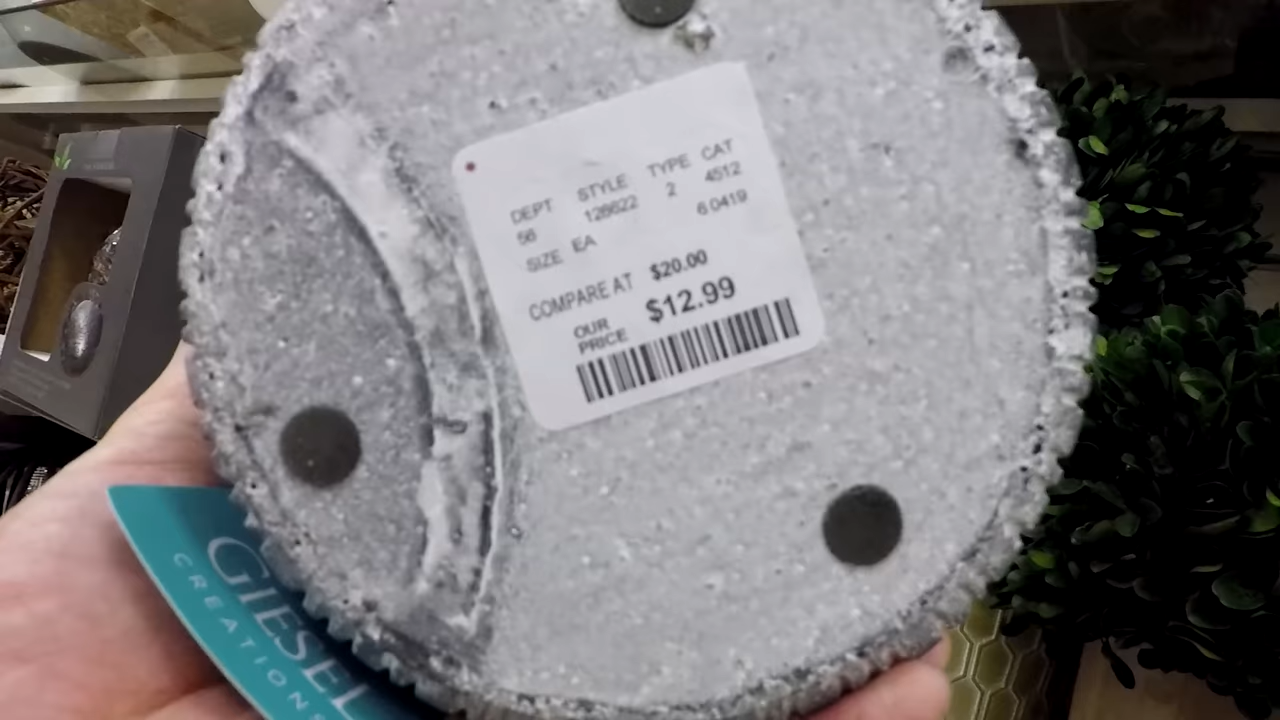 DEPT STYLE TYPE CAT
56 128622 2 4512
SIZE EA 6 0419
COMPARE AT $20.00
OUR PRICE $12.99
GIESEL
CREATIONS